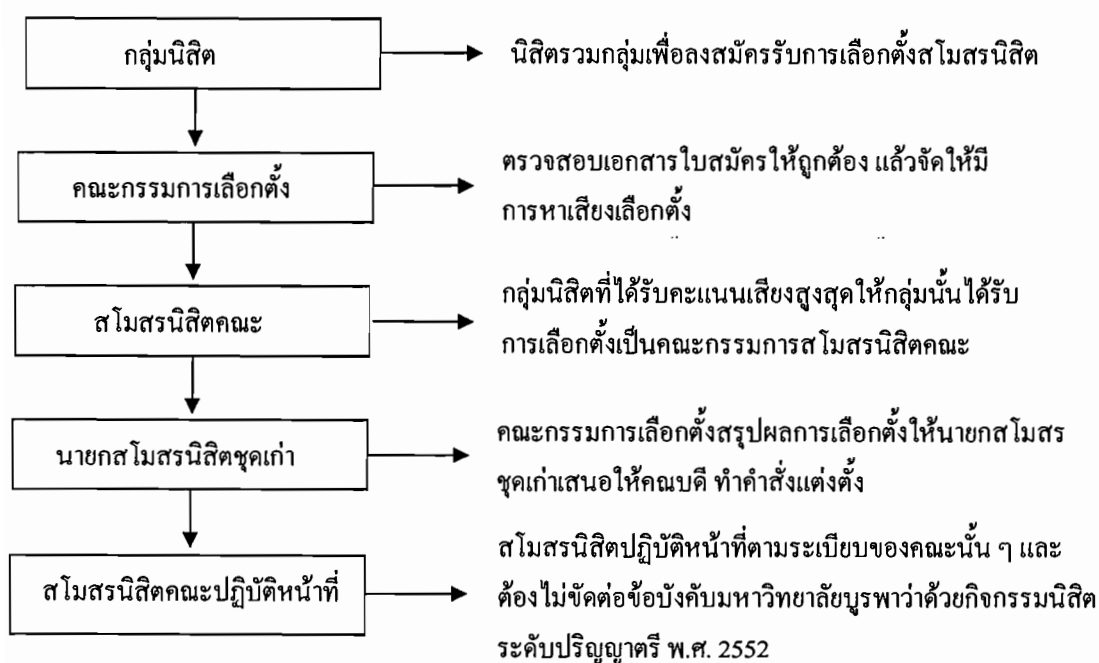 กลุ่มนิสิต
นิสิตรวมกลุ่มเพื่อลงสมัครรับการเลือกตั้งสโมสรนิสิต
คณะกรรมการเลือกตั้ง
ตรวจสอบเอกสารใบสมัครให้ถูกต้อง แล้วจัดให้มี
การหาเสียงเลือกตั้ง
สโมสรนิสิตคณะ
กลุ่มนิสิตที่ได้รับคะแนนเสียงสูงสุดให้กลุ่มนั้นได้รับ
การเลือกตั้งเป็นคณะกรรมการสโมสรนิสิตคณะ
นายกสโมสรนิสิตชุดเก่า
คณะกรรมการเลือกตั้งสรุปผลการเลือกตั้งให้นายกสโมสร
ชุดเก่าเสนอให้คณบดี ทำคำสั่งแต่งตั้ง
สโมสรนิสิตคณะปฏิบัติหน้าที่
สโมสรนิสิตปฏิบัติหน้าที่ตามระเบียบของคณะนั้น ๆ และ
ต้องไม่ขัดต่อข้อบังคับมหาวิทยาลัยบูรพาว่าด้วยกิจกรรมนิสิต
ระดับปริญญาตรี พ.ศ. 2552